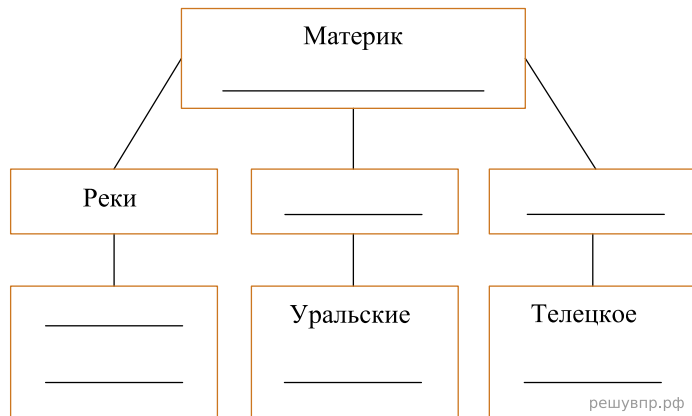 Материк
Реки
Уральские
Телецкое
решувпр.рф